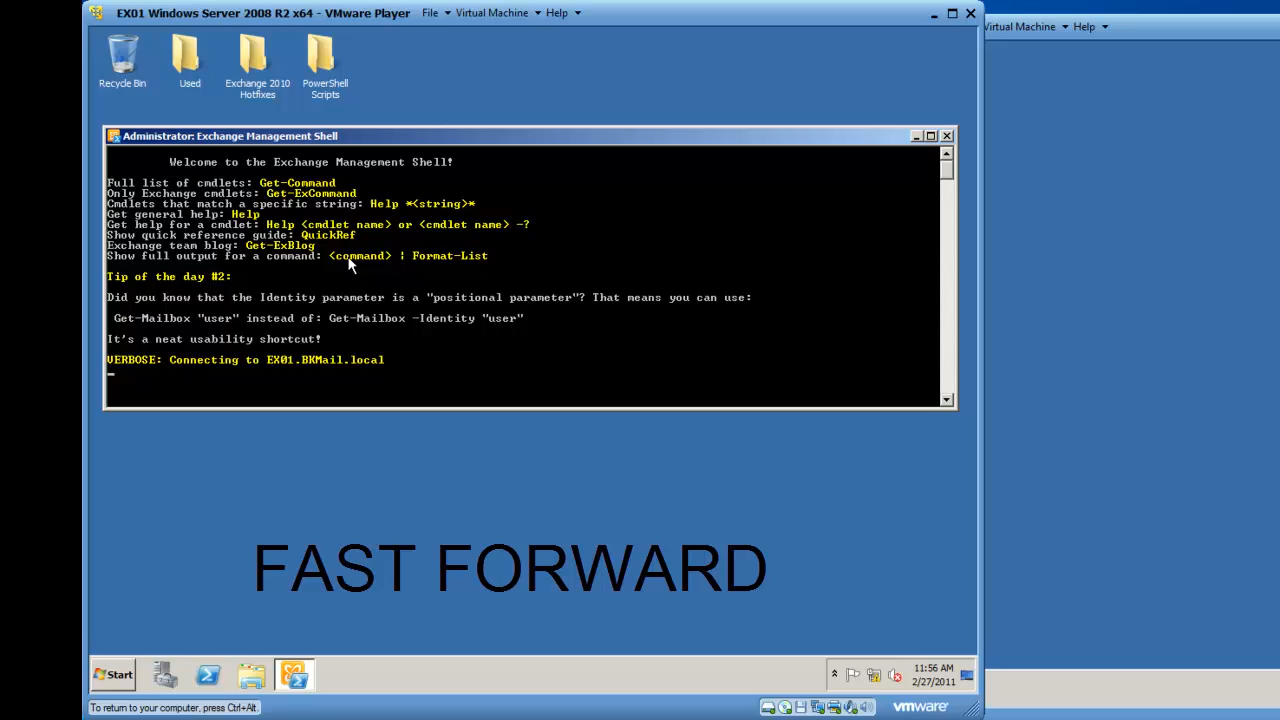 EX01 Windows Server 2008 R2 x64 - VMware Player File Virtual Machine Help
Virtual Machine Help
Recycle Bin
Used
Exchange 2010 Hotfixes
PowerShell Scripts
Administrator: Exchange Management Shell
Welcome to the Exchange Management Shell!
Full list of cmdlets: Get-Command
Only Exchange cmdlets: Get-ExCommand
Cmdlets that match a specific string: Help *<string>*
Get general help: Help
Get help for a cmdlet: Help <cmdlet name> or <cmdlet name> -?
Show quick reference guide: QuickRef
Exchange team blog: Get-ExBlog
Show full output for a command: <command> | Format-List
Tip of the day #2:
Did you know that the Identity parameter is a "positional parameter"? That means you can use:
Get-Mailbox "user" instead of: Get-Mailbox -Identity "user"
It's a neat usability shortcut!
VERBOSE: Connecting to EX01.BKMail.local
FAST FORWARD
Start
11:56 AM
2/27/2011
To return to your computer, press Ctrl+Alt.
vmware